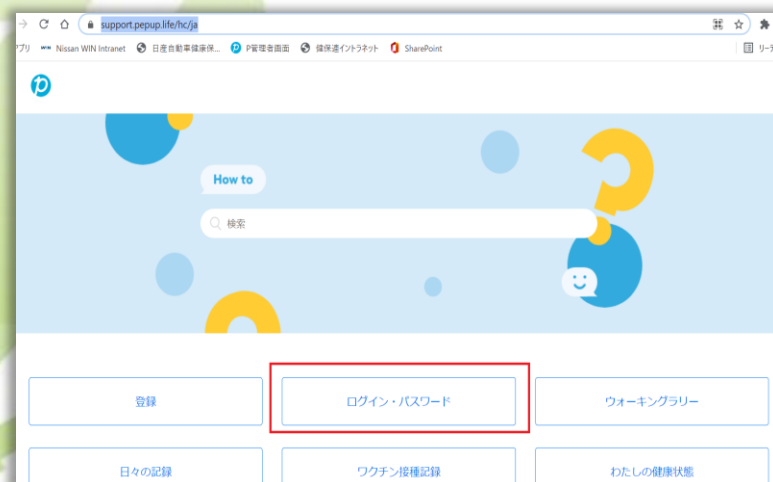 support.pepup.life/hc/ja
アプリ Nissan WIN Intranet 日産自動車健康保... P管理者画面 健保連イントラネット SharePoint
How to
検索
登録 ログイン・パスワード ウォーキングラリー
日々の記録 ワクチン接種記録 わたしの健康状態